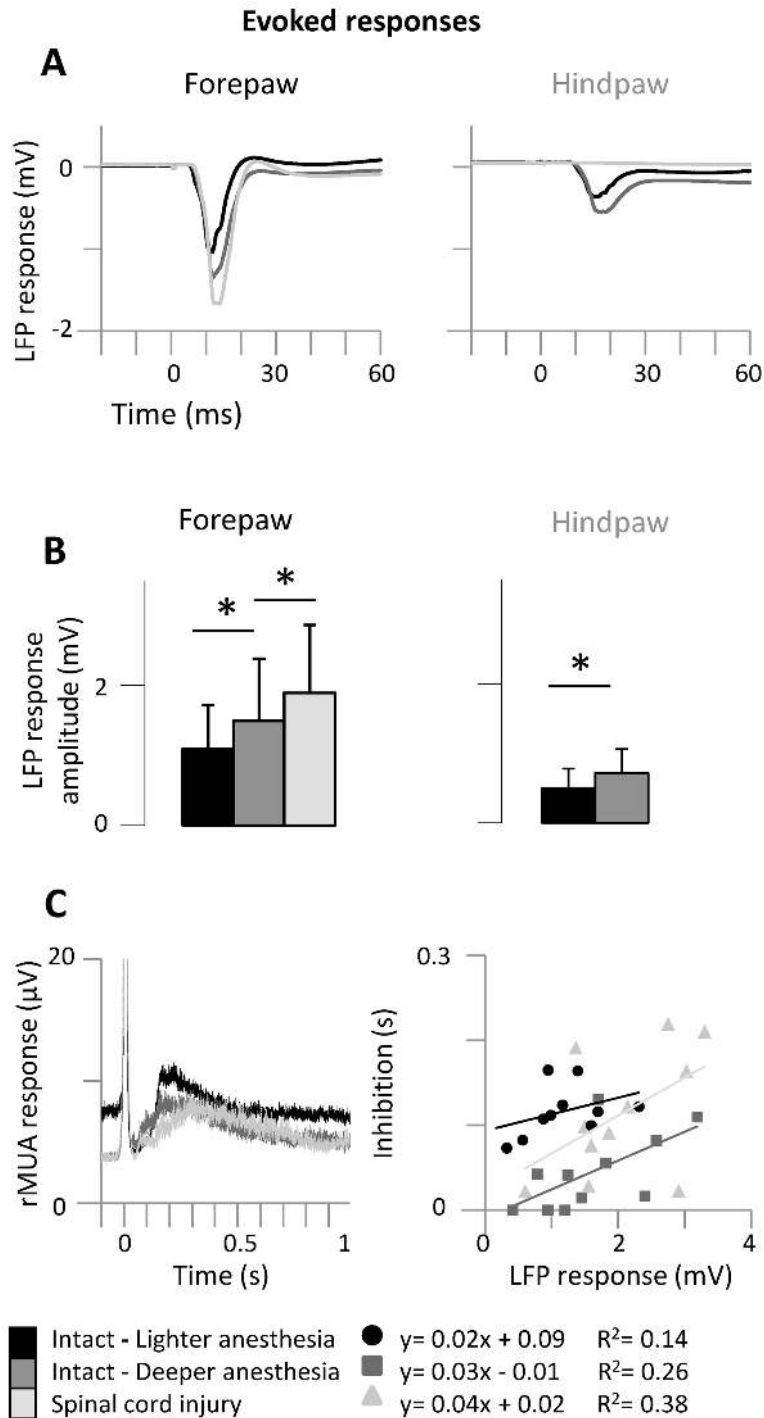 Evoked responses
A
Forepaw
Hindpaw
LFP response (mV)
0
-2
0 30 60
0 30 60
Time (ms)
B
Forepaw
Hindpaw
LFP response
amplitude (mV)
2
0
*
*
*
C
rMUA response (µV)
20
0
0 0.5 1
Time (s)
Inhibition (s)
0.3
0
0 2 4
LFP response (mV)
Intact - Lighter anesthesia y= 0.02x + 0.09 R²= 0.14
Intact - Deeper anesthesia y= 0.03x - 0.01 R²= 0.26
Spinal cord injury y= 0.04x + 0.02 R²= 0.38